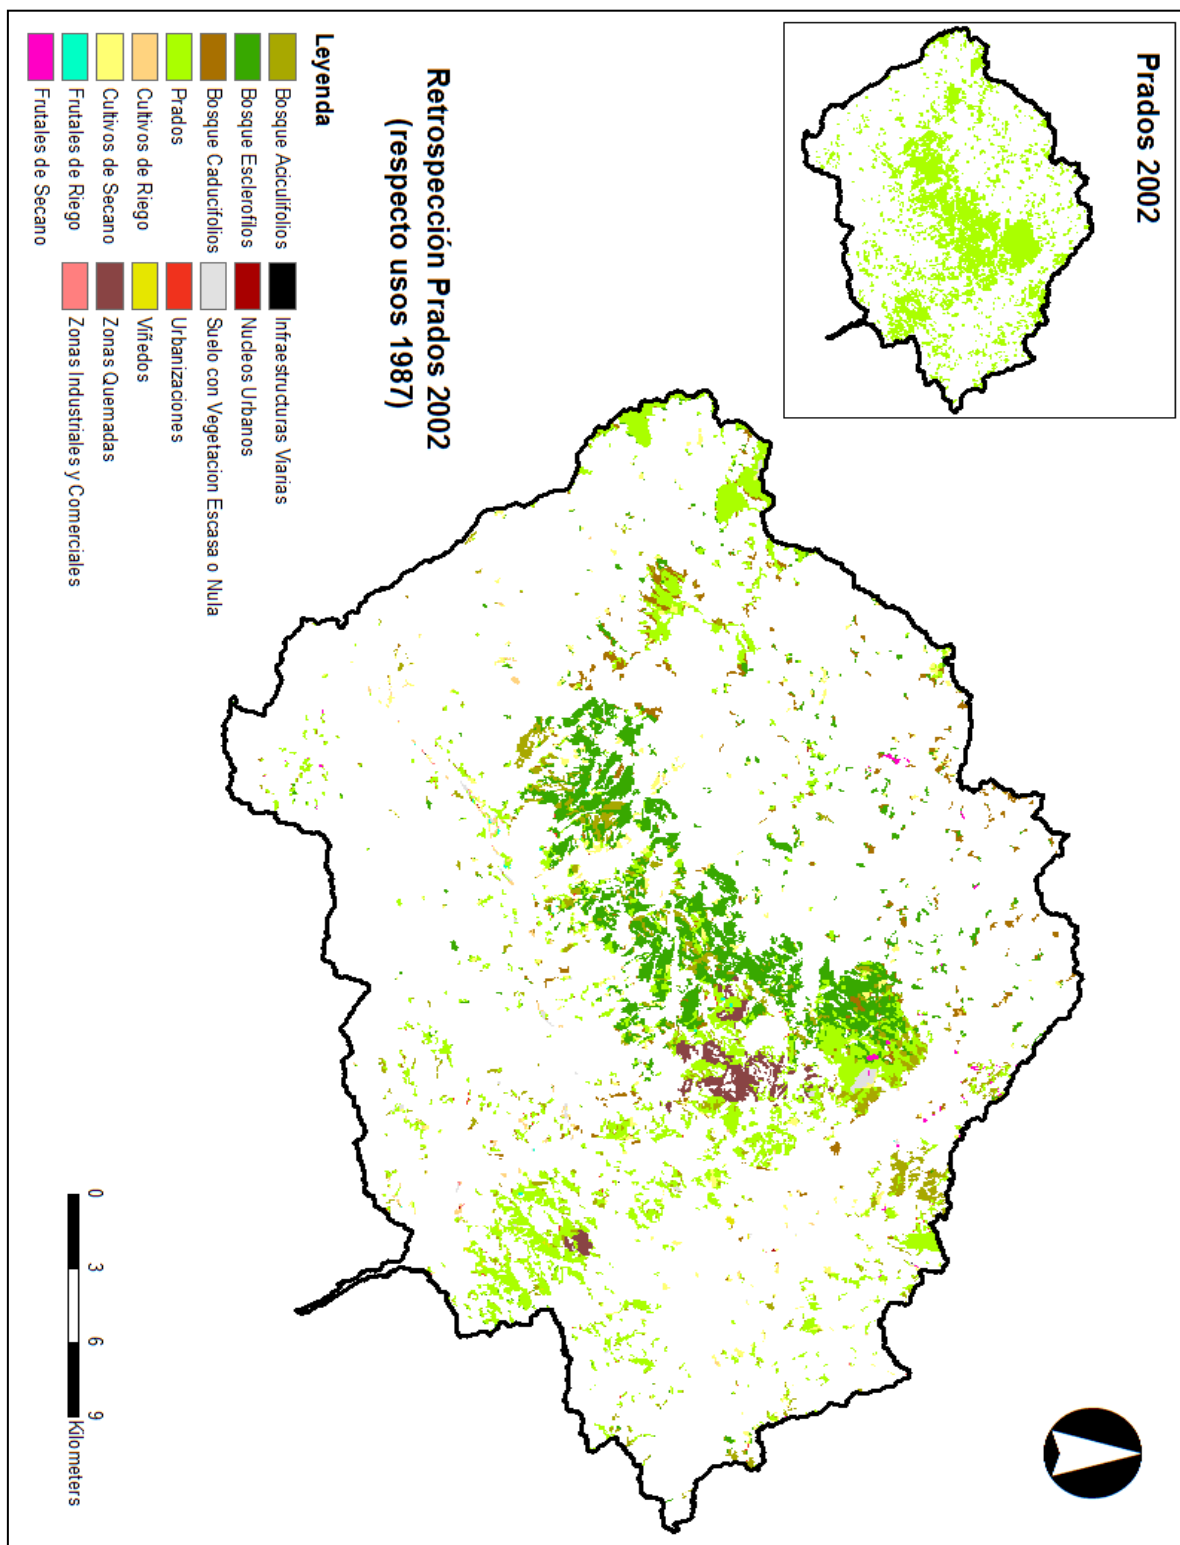 Prados 2002
Retrospección Prados 2002
(respecto usos 1987)
Leyenda
Bosque Aciculifolios
Bosque Esclerofilos
Bosque Caducifolios
Prados
Cultivos de Riego
Cultivos de Secano
Frutales de Riego
Frutales de Secano
Infraestructuras Viarias
Nucleos Urbanos
Suelo con Vegetacion Escasa o Nula
Urbanizaciones
Viñedos
Zonas Quemadas
Zonas Industriales y Comerciales
0 3 6 9
Kilometers